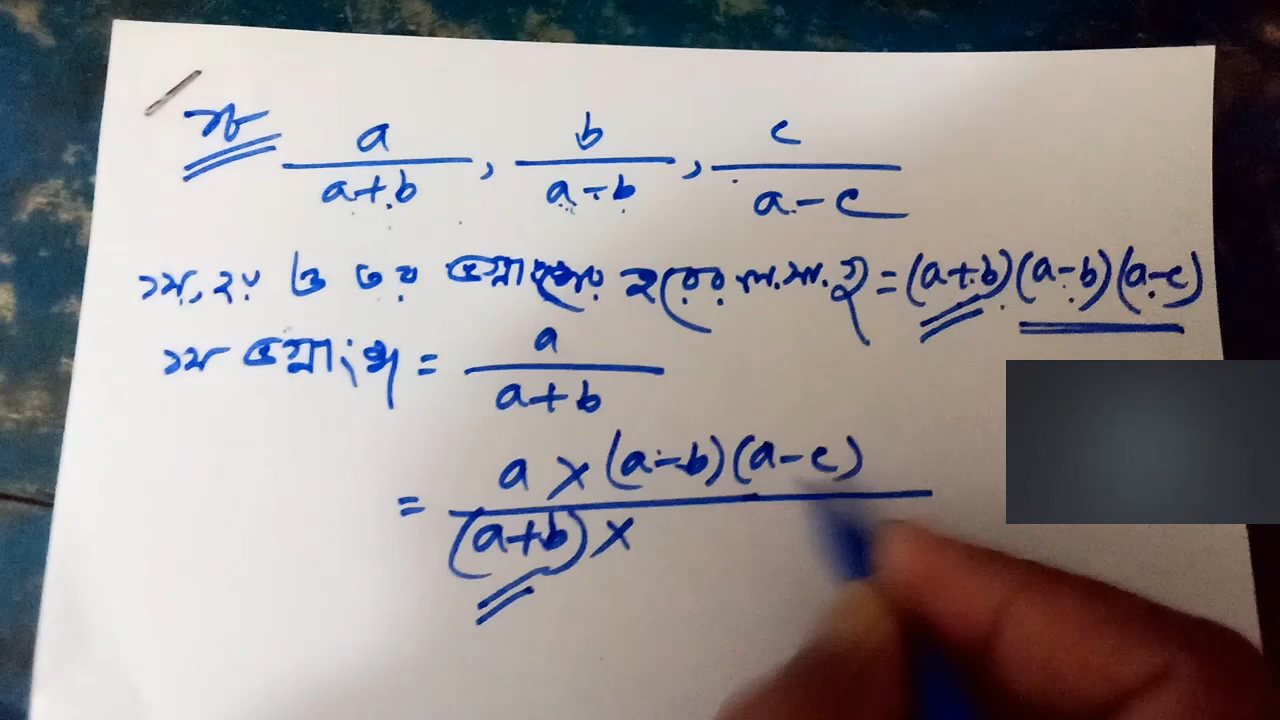 a/(a+b), b/(a-b), c/(a-c)
১ম, ২য় ও ৩য় ভগ্নাংশের হরের ল.সা.গু = (a+b)(a-b)(a-c)
১ম ভগ্নাংশ = a/(a+b)
= a×(a-b)(a-c)/(a+b)×